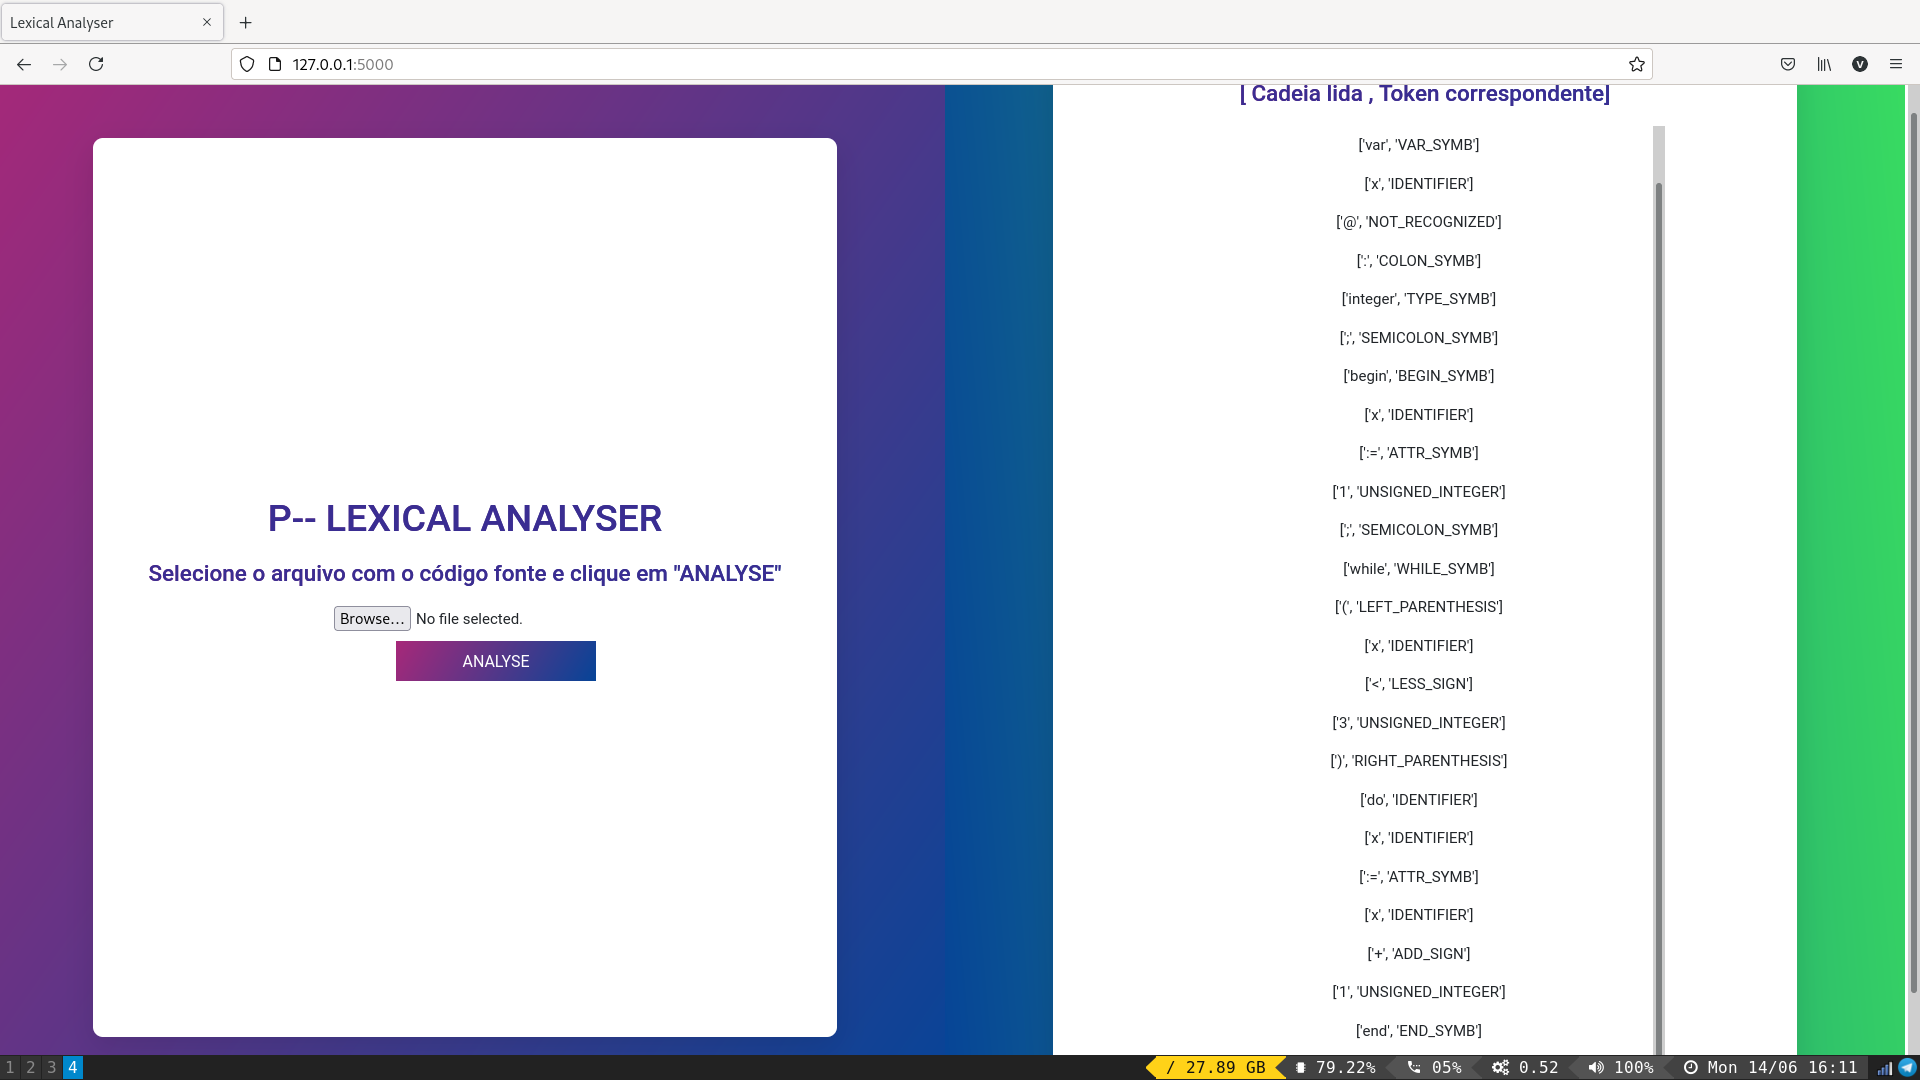 Lexical Analyser
127.0.0.1:5000
P-- LEXICAL ANALYSER
Selecione o arquivo com o código fonte e clique em "ANALYSE"
Browse... No file selected.
ANALYSE
[ Cadeia lida , Token correspondente]
['var', 'VAR_SYMB']
['x', 'IDENTIFIER']
['@', 'NOT_RECOGNIZED']
[':', 'COLON_SYMB']
['integer', 'TYPE_SYMB']
[';', 'SEMICOLON_SYMB']
['begin', 'BEGIN_SYMB']
['x', 'IDENTIFIER']
[':=', 'ATTR_SYMB']
['1', 'UNSIGNED_INTEGER']
[';', 'SEMICOLON_SYMB']
['while', 'WHILE_SYMB']
['(', 'LEFT_PARENTHESIS']
['x', 'IDENTIFIER']
['<', 'LESS_SIGN']
['3', 'UNSIGNED_INTEGER']
[')', 'RIGHT_PARENTHESIS']
['do', 'IDENTIFIER']
['x', 'IDENTIFIER']
[':=', 'ATTR_SYMB']
['x', 'IDENTIFIER']
['+', 'ADD_SIGN']
['1', 'UNSIGNED_INTEGER']
['end', 'END_SYMB']
1 2 3 4 / 27.89 GB 79.22% 05% 0.52 100% Mon 14/06 16:11